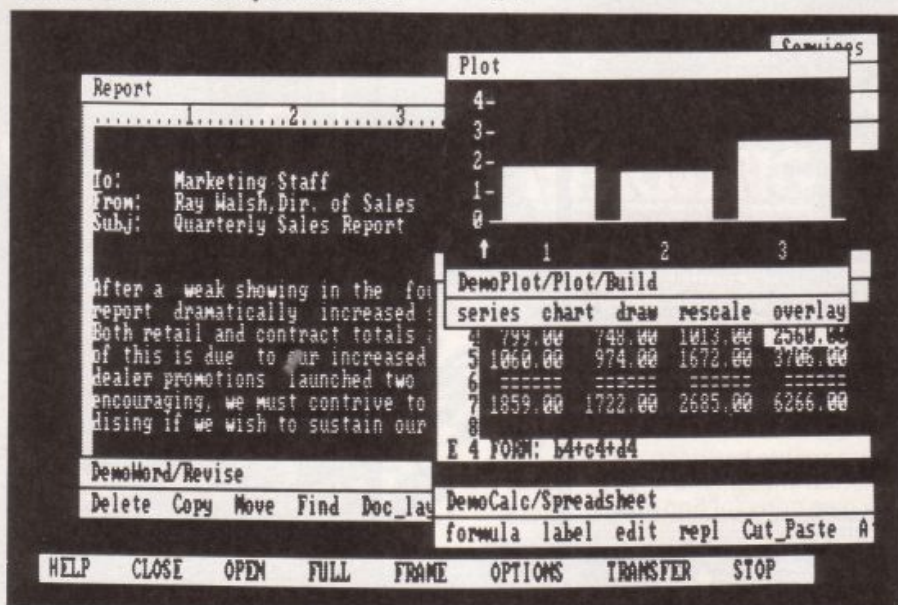 Services
Plot
4-
3-
2-
1-
0
1 2 3
DemoPlot/Plot/Build
series chart draw rescale overlay
Report
1 2 3
To: Marketing Staff
From: Ray Walsh,Dir. of Sales
Subj: Quarterly Sales Report
After a weak showing in the
report dramatically increased
Both retail and contract totals
of this is due to our increased
dealer promotions launched two
encouraging, we must contrive to
dising if we wish to sustain our
DemoWord/Revise
Delete Copy Move Find Doc_lay
4 799.00 748.00 1013.00 2560.00
5 1060.00 974.00 1672.00 3706.00
6 ====== ====== ====== ======
7 1859.00 1722.00 2685.00 6266.00
8
E 4 FORM: b4+c4+d4
DemoCalc/Spreadsheet
formula label edit repl Cut_Paste
HELP CLOSE OPEN FULL FRAME OPTIONS TRANSFER STOP